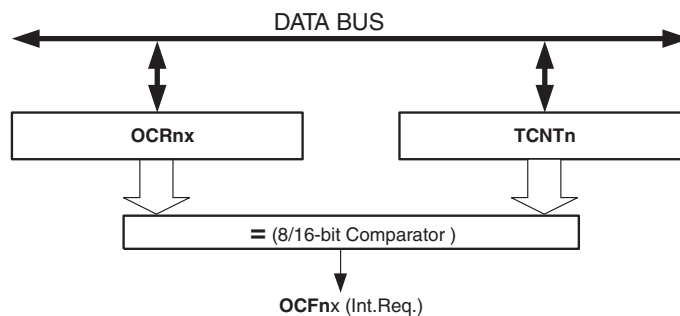 DATA BUS
OCRnx
TCNTn
= (8/16-bit Comparator )
OCFnx (Int.Req.)